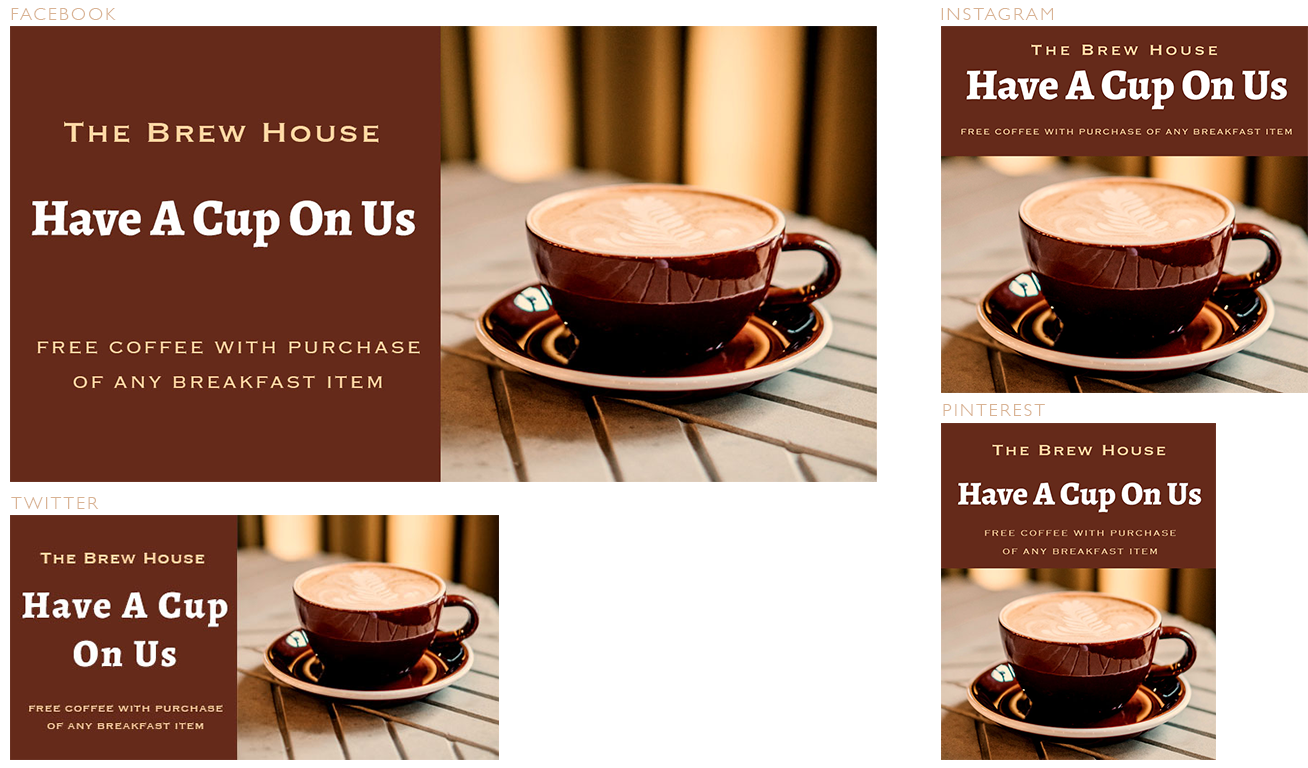 FACEBOOK
The Brew House
Have A Cup On Us
FREE COFFEE WITH PURCHASE
OF ANY BREAKFAST ITEM
TWITTER
The Brew House
Have A Cup
On Us
FREE COFFEE WITH PURCHASE
OF ANY BREAKFAST ITEM
INSTAGRAM
The Brew House
Have A Cup On Us
FREE COFFEE WITH PURCHASE OF ANY BREAKFAST ITEM
PINTEREST
The Brew House
Have A Cup On Us
FREE COFFEE WITH PURCHASE
OF ANY BREAKFAST ITEM